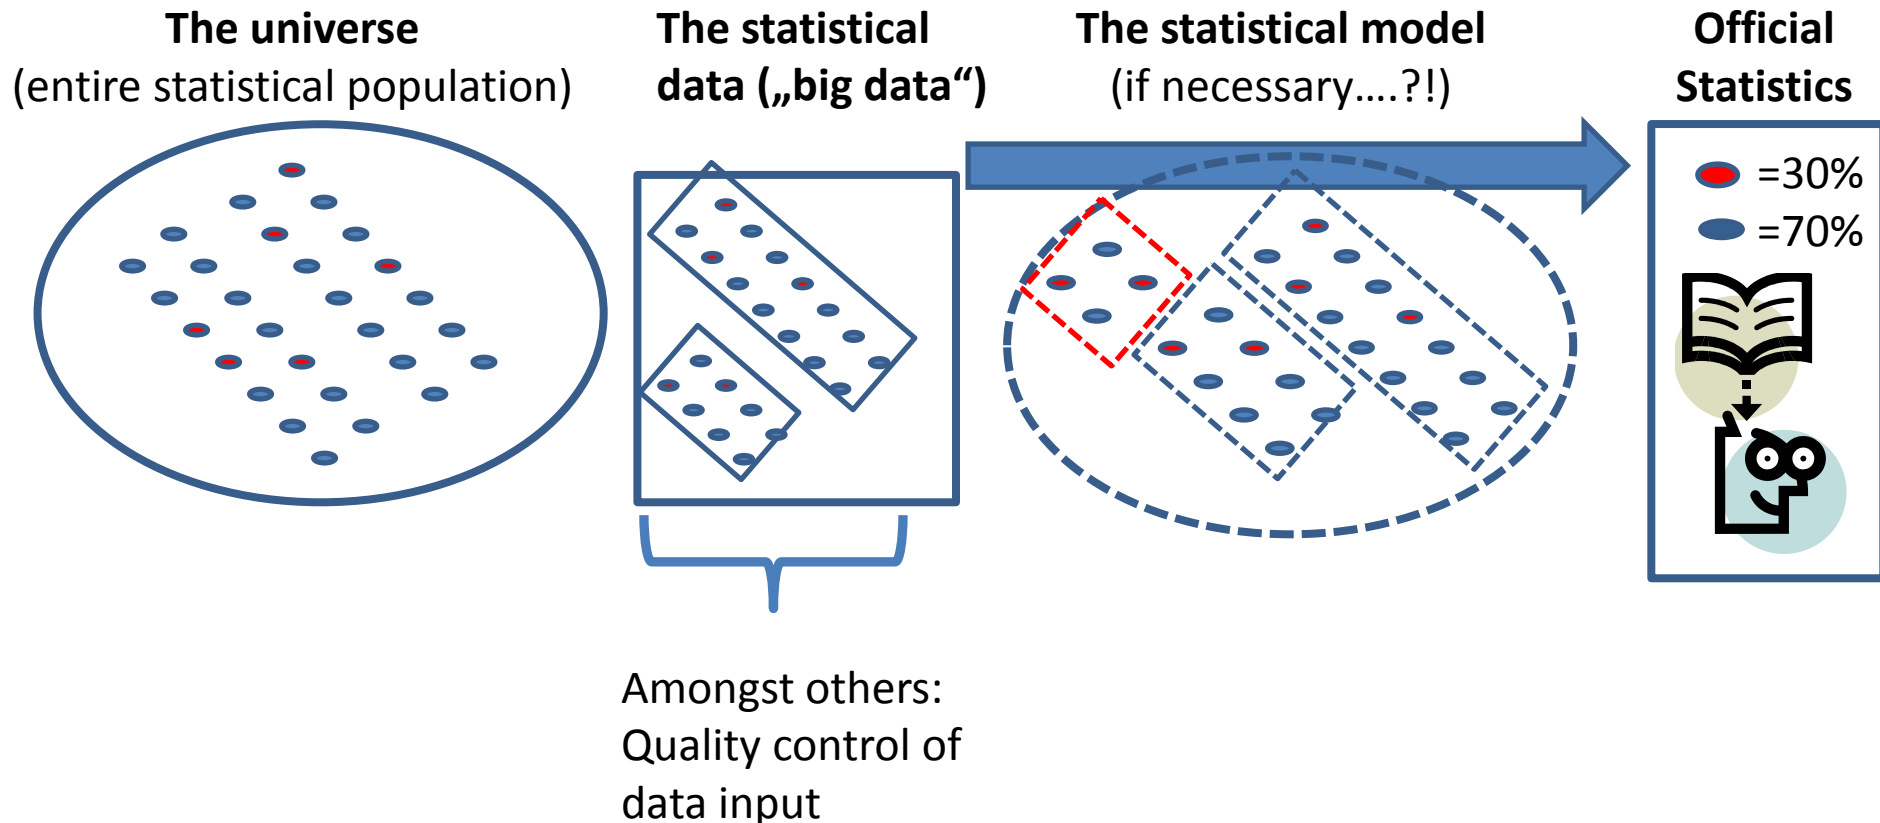 The universe
(entire statistical population)
The statistical
data („big data“)
The statistical model
(if necessary....?!)
Official
Statistics
=30%
=70%
Amongst others:
Quality control of
data input